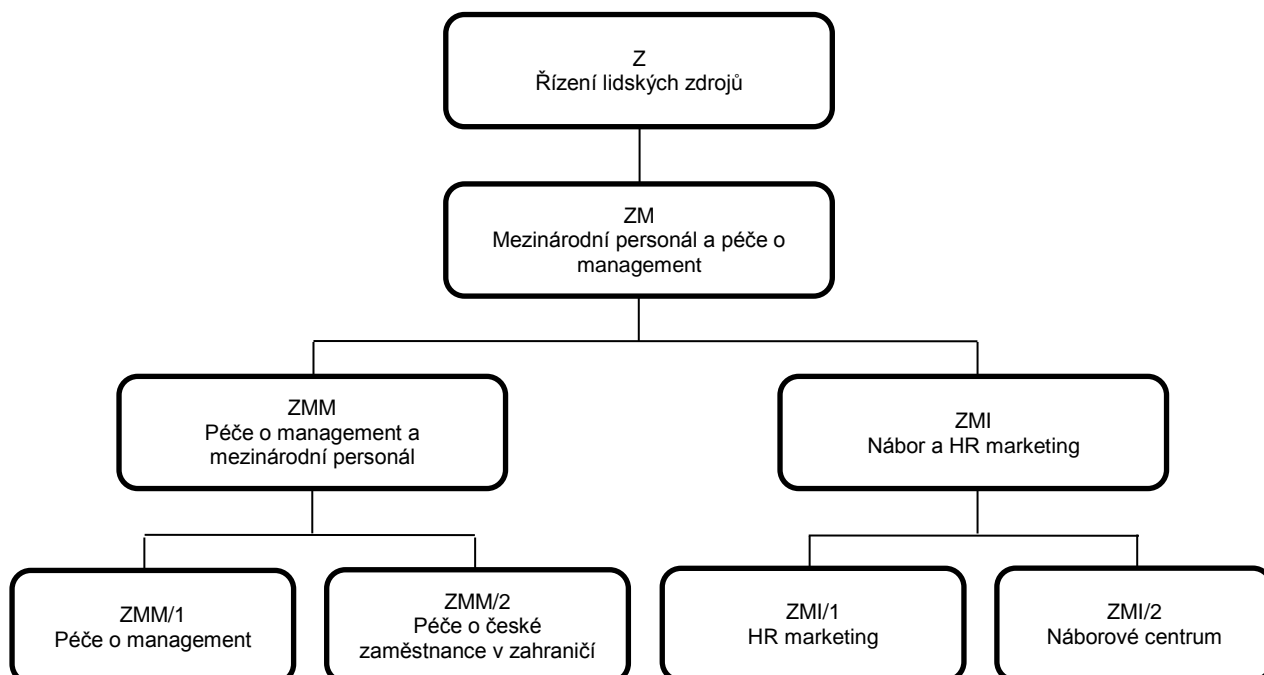 Z
Řízení lidských zdrojů
ZM
Mezinárodní personál a péče o
management
ZMM
Péče o management a
mezinárodní personál
ZMI
Nábor a HR marketing
ZMM/1
Péče o management
ZMM/2
Péče o české
zaměstnance v zahraničí
ZMI/1
HR marketing
ZMI/2
Náborové centrum